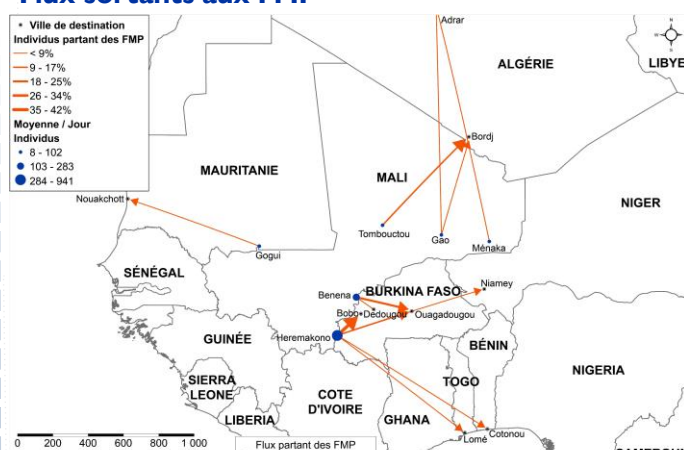 Ville de destination
Individus partant des FMP
< 9%
9 - 17%
18 - 25%
26 - 34%
35 - 42%
Moyenne / Jour
Individus
8 - 102
103 - 283
284 - 941
Adrar
ALGÉRIE
LIBYE
Bordj
MAURITANIE
MALI
NIGER
Nouakchott
Tombouctou
Gao
Ménaka
Gogui
SÉNÉGAL
Niamey
BURKINA FASO
Benena
Bobo
Dédougou
Ouagadougou
Heremakono
GUINÉE
BÉNIN
NIGERIA
SIERRA
LEONE
COTE
D'IVOIRE
TOGO
GHANA
LIBERIA
Lomé
Cotonou
0 200 400 600 800 1 000
Flux partant des FMP